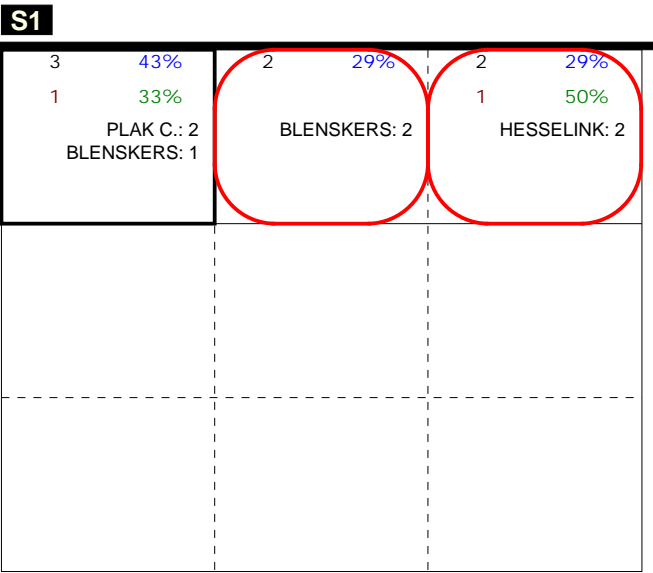 S1
3 43% 2 29% 2 29%
1 33% 1 50%
PLAK C.: 2 BLENSKERS: 2 HESSELINK: 2
BLENSKERS: 1